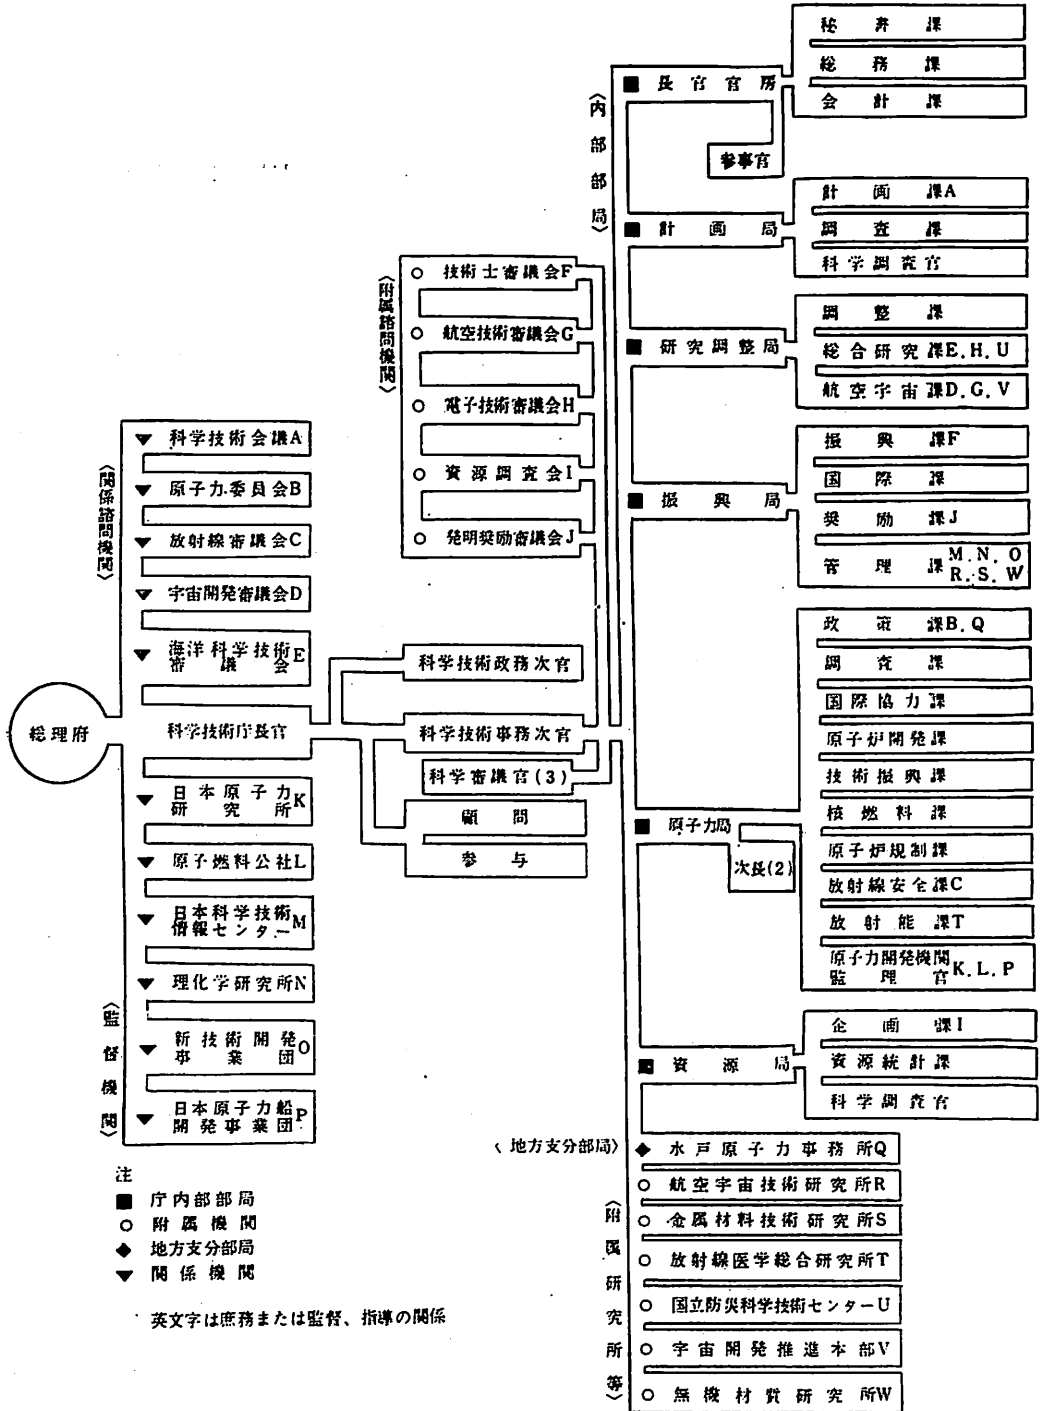 総理府
〈関係諮問機関〉
▼ 科学技術会議A
▼ 原子力委員会B
▼ 放射線審議会C
▼ 宇宙開発審議会D
▼ 海洋科学技術審議会E
科学技術庁長官
〈監督機関〉
▼ 日本原子力研究所K
▼ 原子燃料公社L
▼ 日本科学技術情報センターM
▼ 理化学研究所N
▼ 新技術開発事業団O
▼ 日本原子力船開発事業団P
〈附属諮問機関〉
○ 技術士審議会F
○ 航空技術審議会G
○ 電子技術審議会H
○ 資源調査会I
○ 発明奨励審議会J
科学技術政務次官
科学技術事務次官
科学審議官(3)
顧問
参与
〈内部部局〉
■ 長官官房
秘書課
総務課
会計課
参事官
■ 計画局
計画課A
調査課
科学調査官
■ 研究調整局
調整課
総合研究課E.H.U
航空宇宙課D.G.V
■ 振興局
振興課F
国際課
奨励課J
管理課M.N.O
R.S.W
■ 原子力局
次長(2)
政策課B.Q
調査課
国際協力課
原子炉開発課
技術振興課
核燃料課
原子炉規制課
放射線安全課C
放射能課T
原子力開発機関監理官K.L.P
■ 資源局
企画課I
資源統計課
科学調査官
〈地方支分部局〉
◆ 水戸原子力事務所Q
〈附属研究所等〉
○ 航空宇宙技術研究所R
○ 金属材料技術研究所S
○ 放射線医学総合研究所T
○ 国立防災科学技術センターU
○ 宇宙開発推進本部V
○ 無機材質研究所W
注
■ 庁内部部局
○ 附属機関
◆ 地方支分部局
▼ 関係機関
英文字は庶務または監督、指導の関係